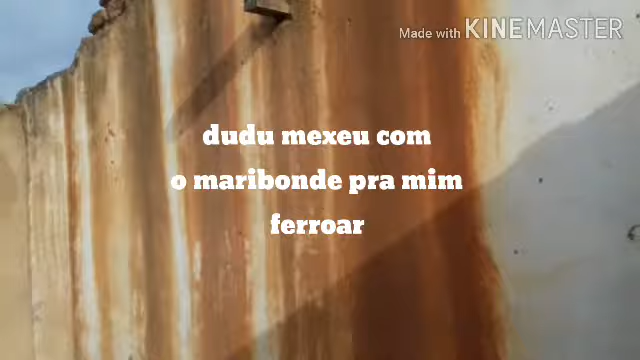 Made with KINEMASTER
dudu mexeu com
o maribonde pra mim
ferroar